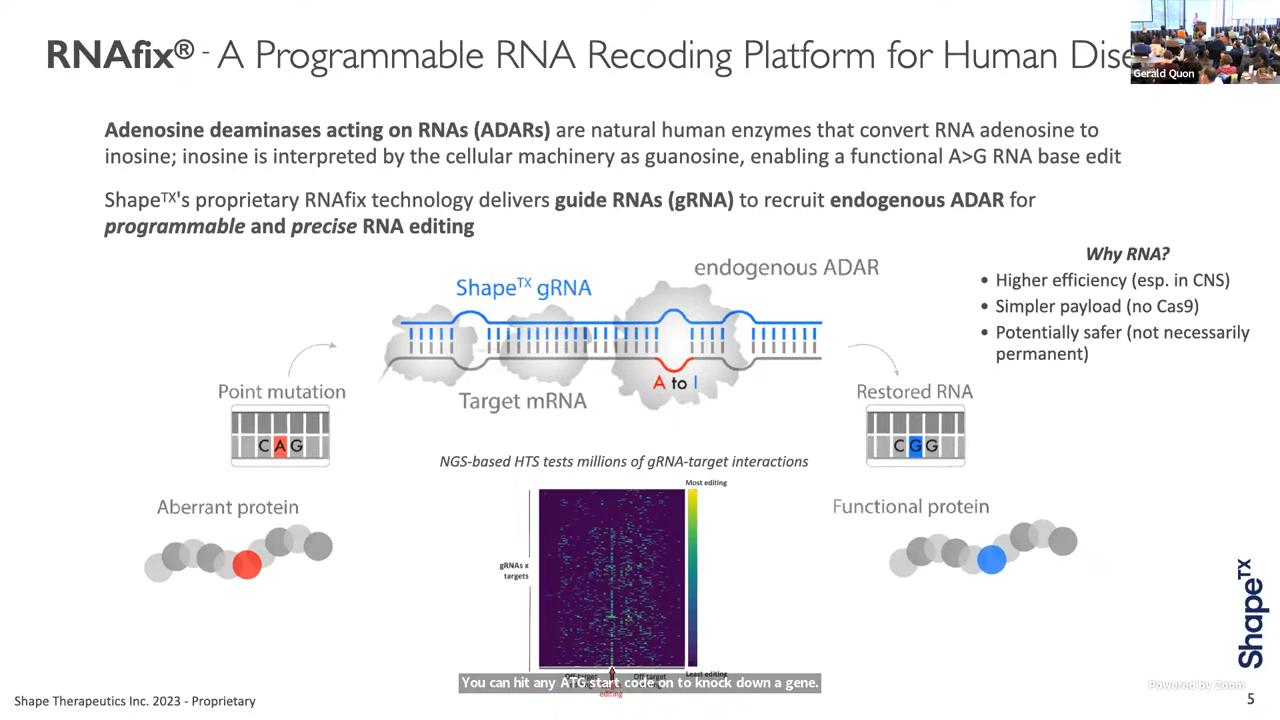 RNAfix® - A Programmable RNA Recoding Platform for Human
Gerald Quon
Adenosine deaminases acting on RNAs (ADARs) are natural human enzymes that convert RNA adenosine to
inosine; inosine is interpreted by the cellular machinery as guanosine, enabling a functional A>G RNA base edit
Shapeᵀˣ's proprietary RNAfix technology delivers guide RNAs (gRNA) to recruit endogenous ADAR for
programmable and precise RNA editing
Why RNA?
• Higher efficiency (esp. in CNS)
• Simpler payload (no Cas9)
• Potentially safer (not necessarily
permanent)
endogenous ADAR
Shapeᵀˣ gRNA
A to I
Target mRNA
Point mutation
C A G
Restored RNA
C G G
NGS-based HTS tests millions of gRNA-target interactions
Most editing
gRNAs x
targets
Least editing
editing
Aberrant protein
Functional protein
You can hit any ATG start code on to knock down a gene.
Shapeᵀˣ
Powered by Zoom
Shape Therapeutics Inc. 2023 - Proprietary
5